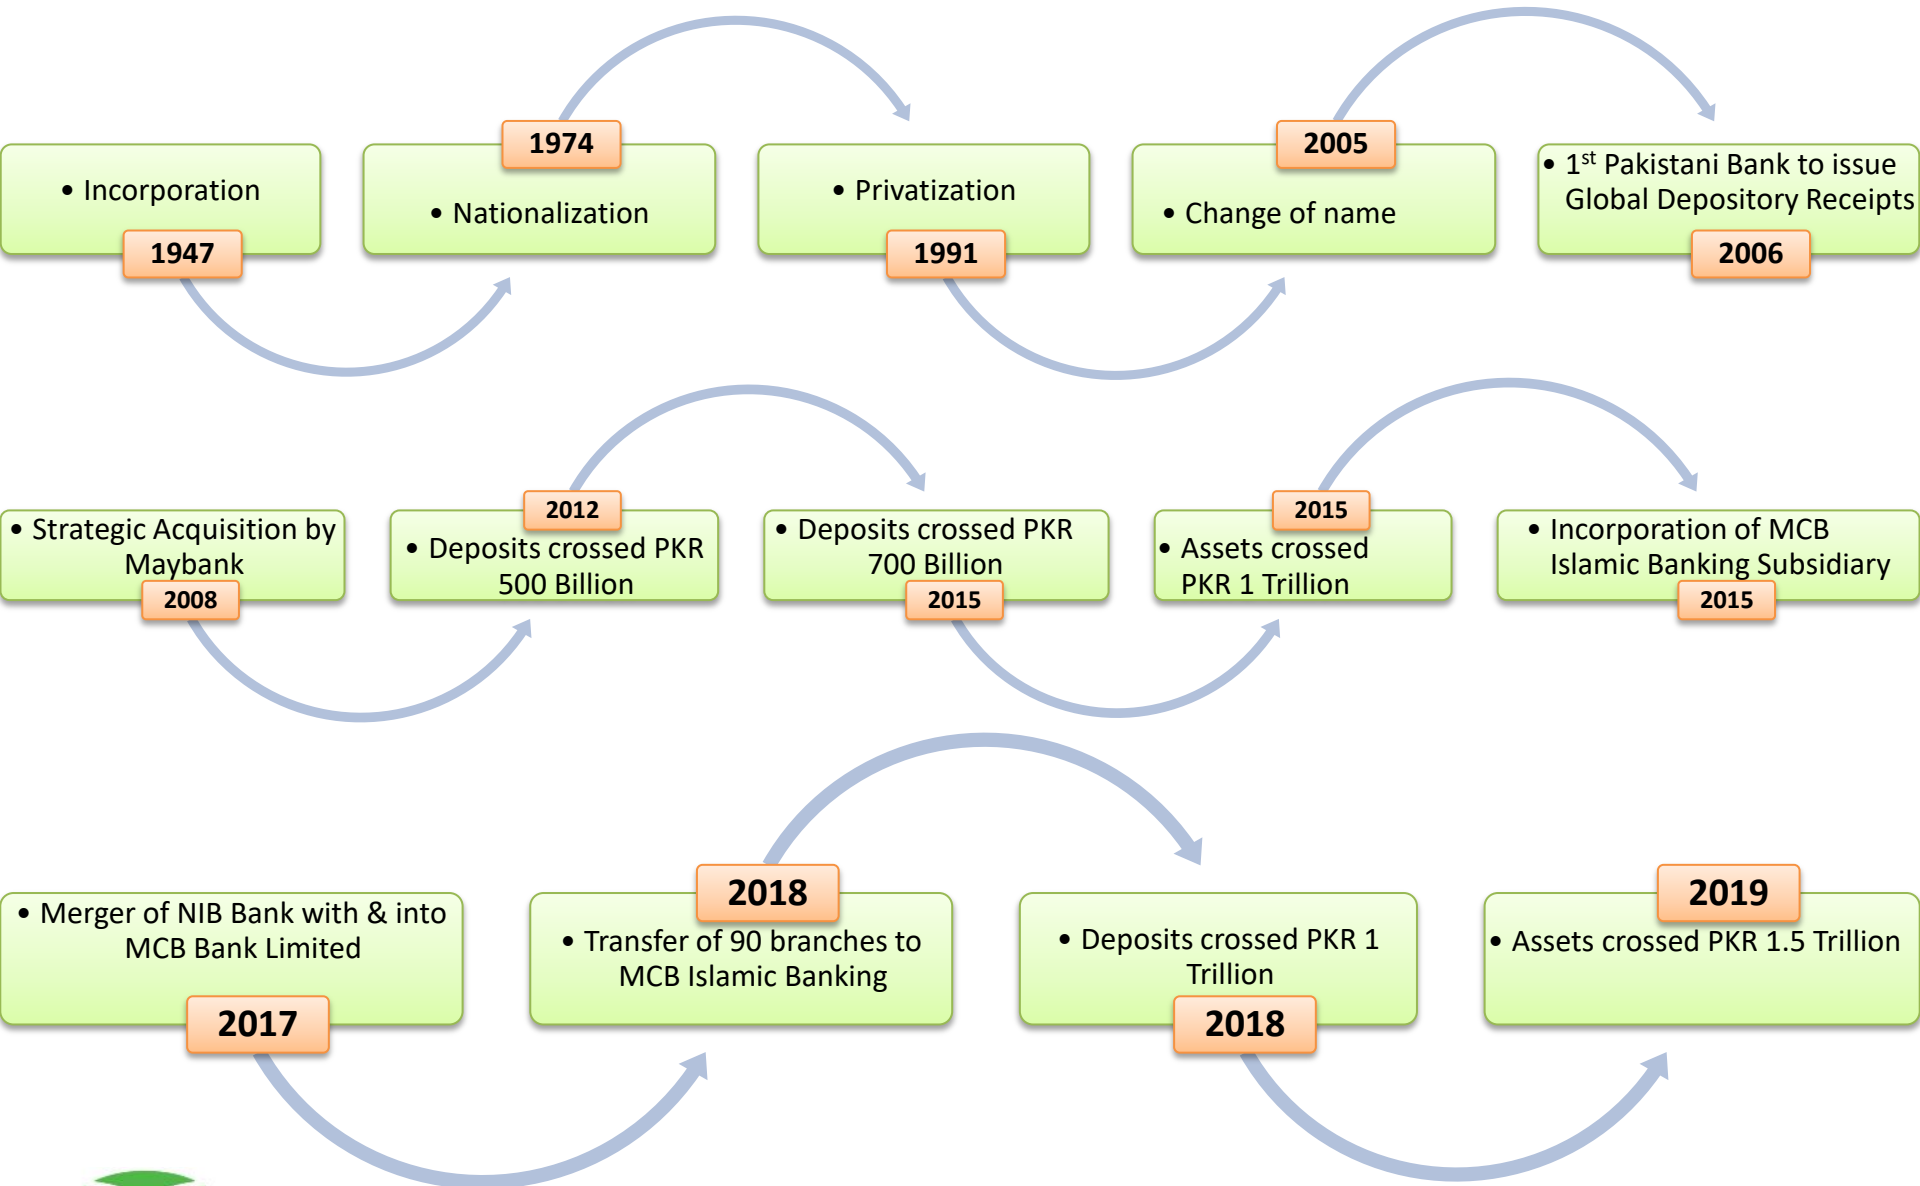 • Incorporation
1947
1974
• Nationalization
• Privatization
1991
2005
• Change of name
• 1st Pakistani Bank to issue
Global Depository Receipts
2006
• Strategic Acquisition by
Maybank
2008
2012
• Deposits crossed PKR
500 Billion
• Deposits crossed PKR
700 Billion
2015
2015
• Assets crossed
PKR 1 Trillion
• Incorporation of MCB
Islamic Banking Subsidiary
2015
• Merger of NIB Bank with & into
MCB Bank Limited
2017
2018
• Transfer of 90 branches to
MCB Islamic Banking
• Deposits crossed PKR 1
Trillion
2018
2019
• Assets crossed PKR 1.5 Trillion